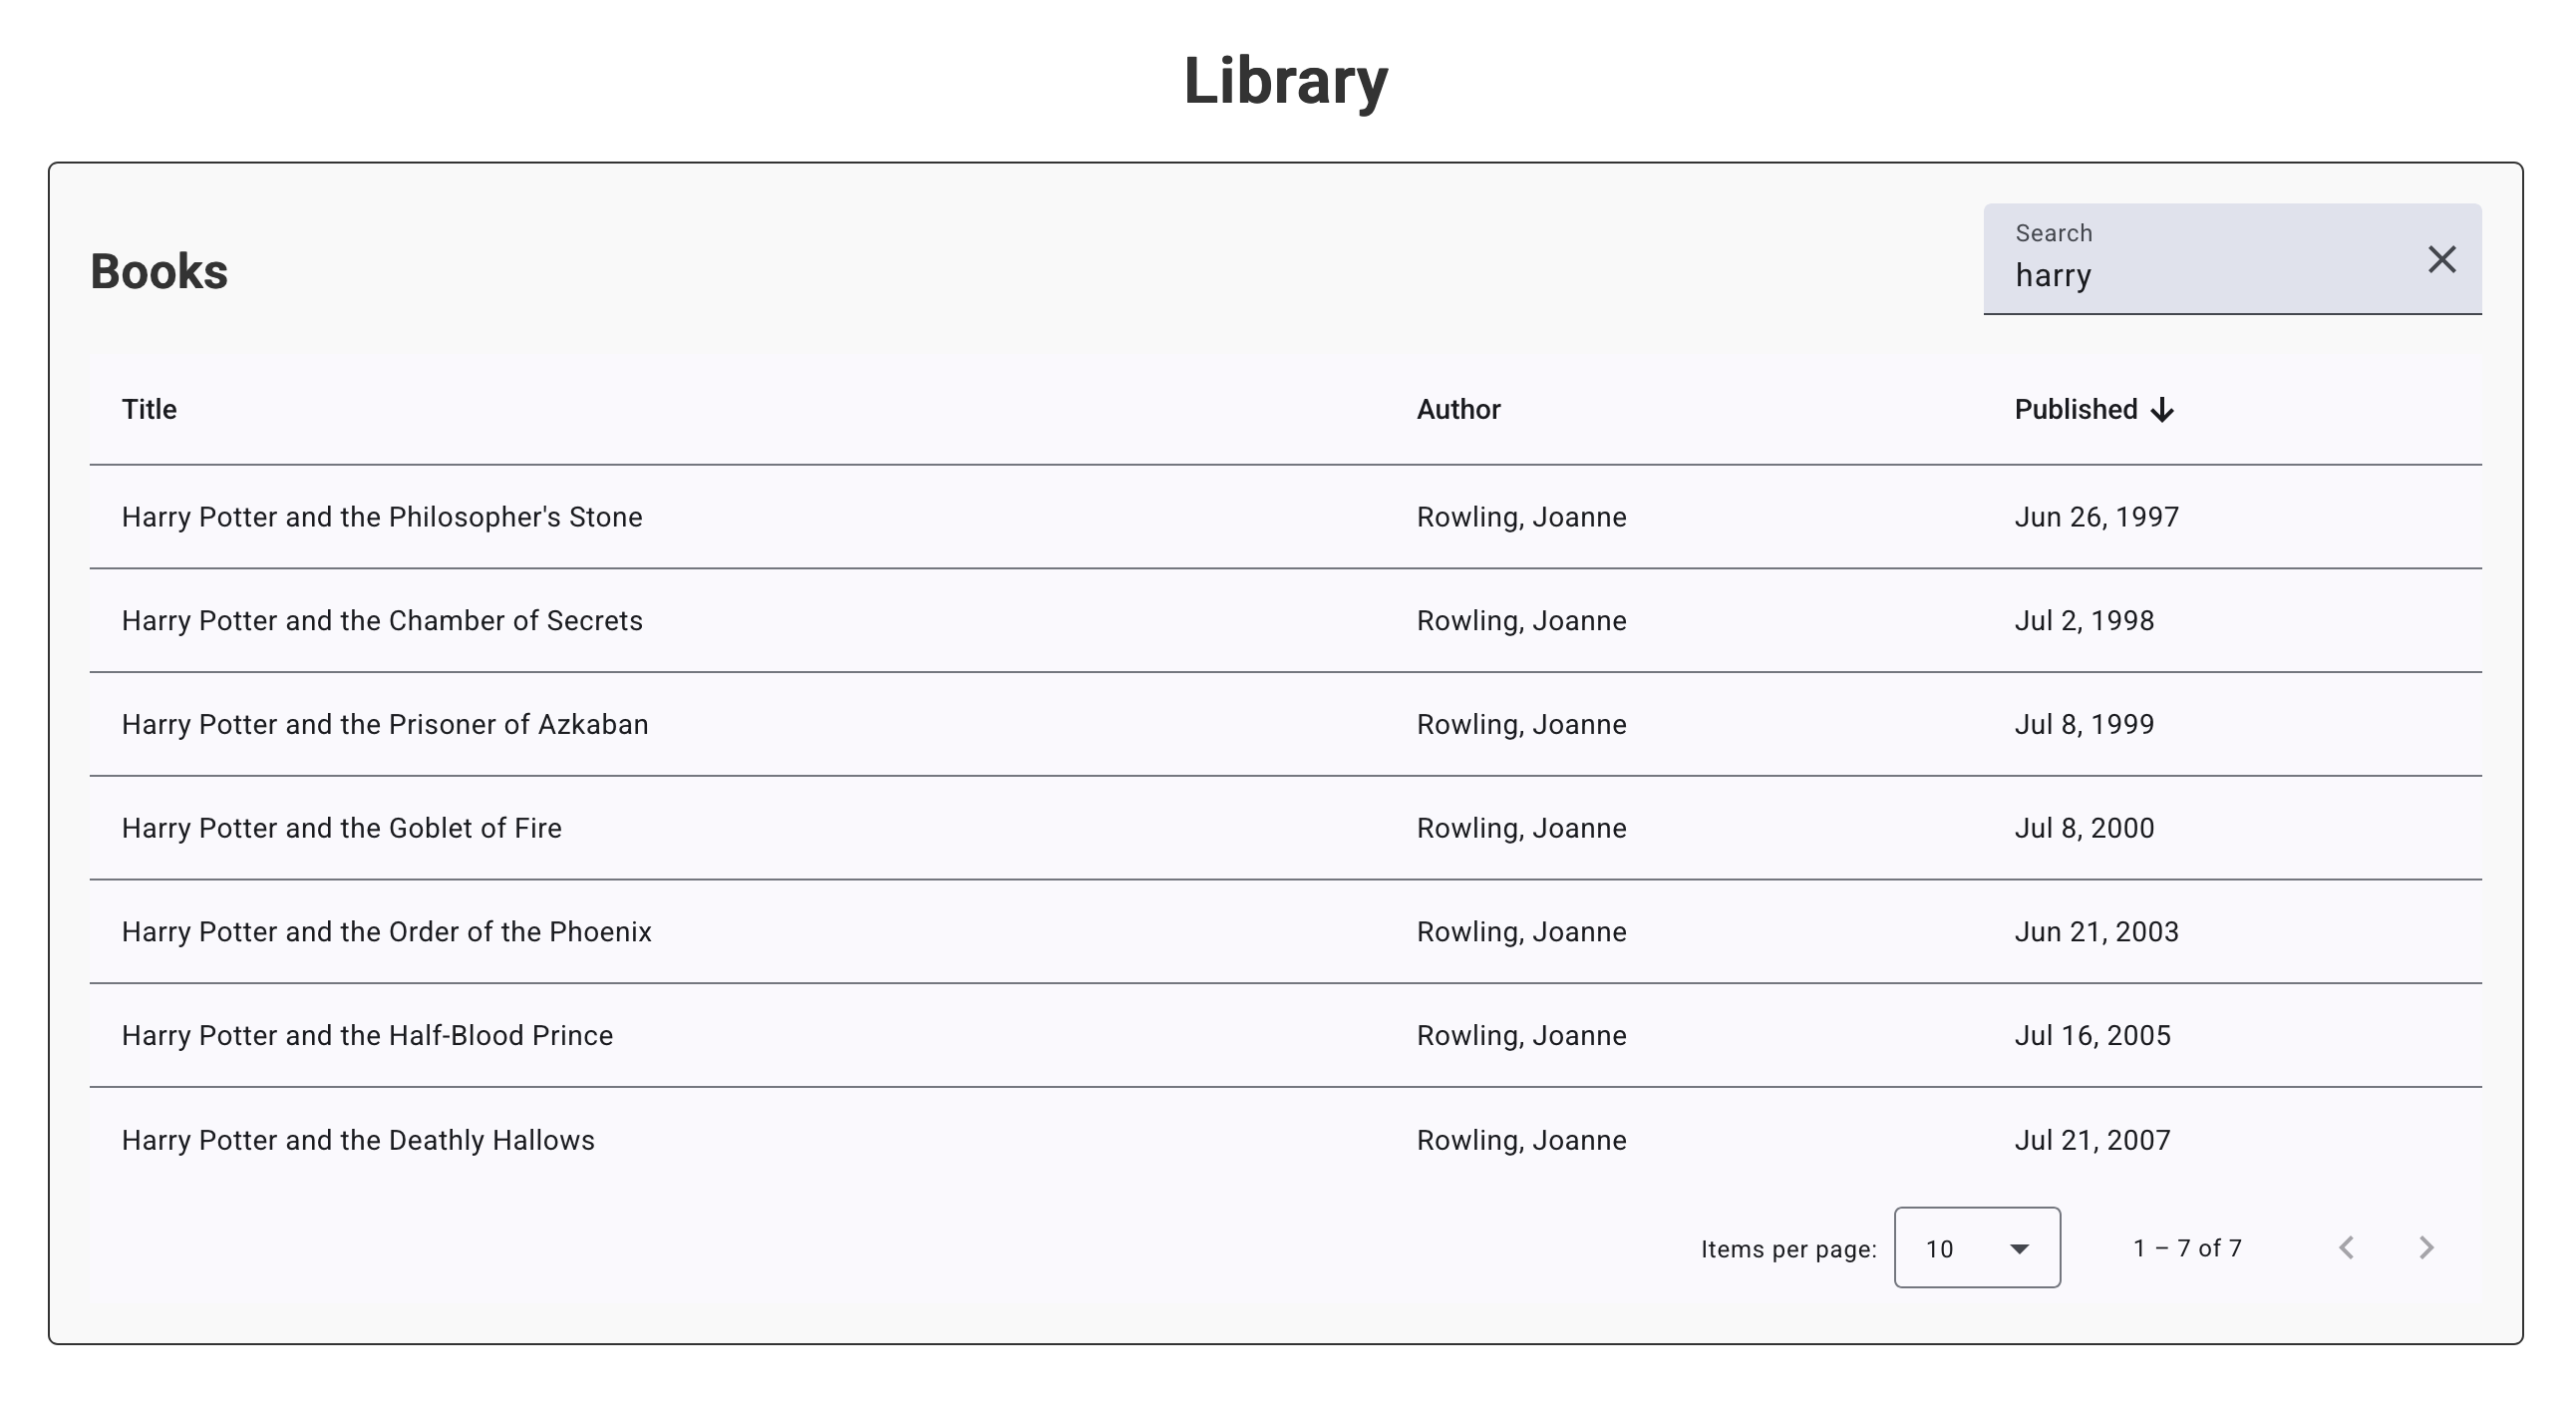 Library
Books
Search
harry
Title Author Published
Harry Potter and the Philosopher's Stone Rowling, Joanne Jun 26, 1997
Harry Potter and the Chamber of Secrets Rowling, Joanne Jul 2, 1998
Harry Potter and the Prisoner of Azkaban Rowling, Joanne Jul 8, 1999
Harry Potter and the Goblet of Fire Rowling, Joanne Jul 8, 2000
Harry Potter and the Order of the Phoenix Rowling, Joanne Jun 21, 2003
Harry Potter and the Half-Blood Prince Rowling, Joanne Jul 16, 2005
Harry Potter and the Deathly Hallows Rowling, Joanne Jul 21, 2007
Items per page: 10 1 – 7 of 7